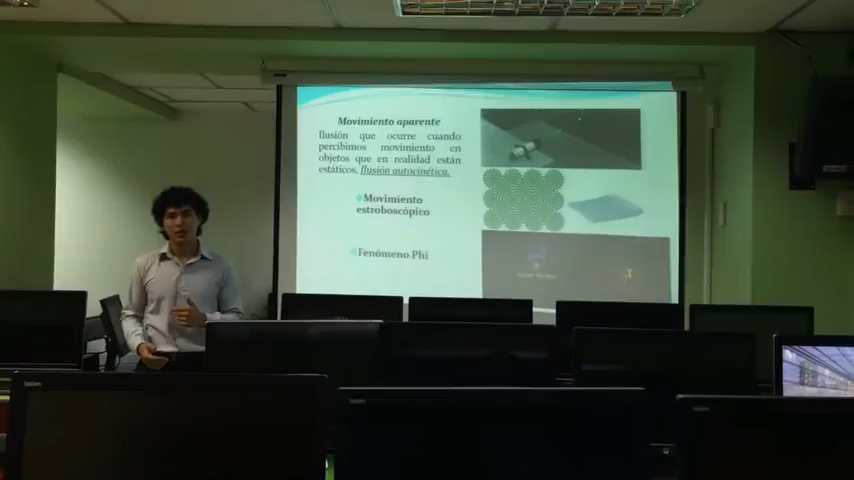 Movimiento aparente
Ilusión que ocurre cuando
percibimos movimiento en
objetos que en realidad están
estáticos. Ilusión autocinética.
Movimiento
estroboscópico
Fenómeno Phi